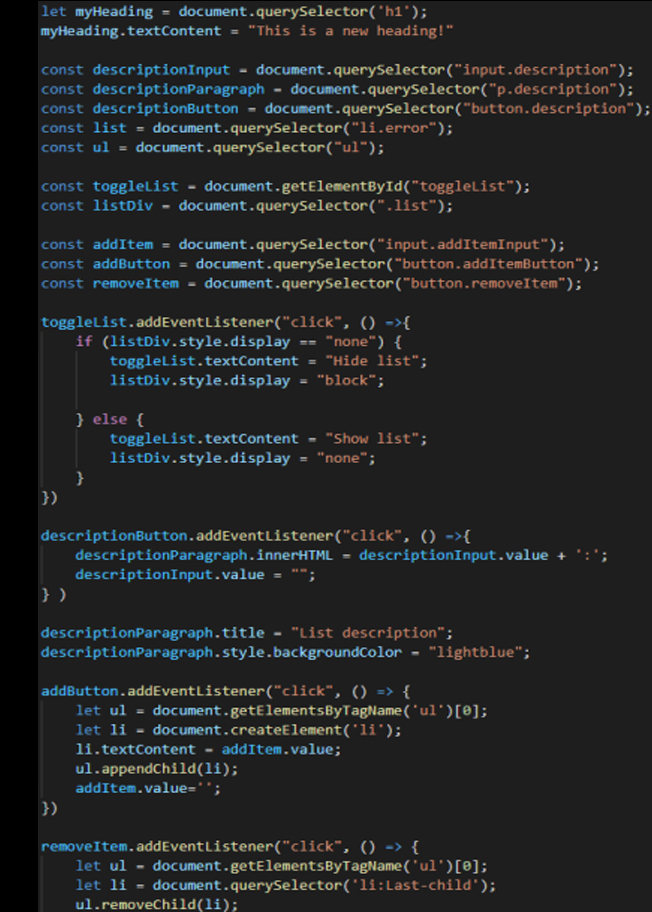 let myHeading = document.querySelector('h1');
myHeading.textContent = "This is a new heading!"

const descriptionInput = document.querySelector("input.description");
const descriptionParagraph = document.querySelector("p.description");
const descriptionButton = document.querySelector("button.description");
const list = document.querySelector("li.error");
const ul = document.querySelector("ul");

const toggleList = document.getElementById("toggleList");
const listDiv = document.querySelector(".list");

const addItem = document.querySelector("input.addItemInput");
const addButton = document.querySelector("button.addItemButton");
const removeItem = document.querySelector("button.removeItem");

toggleList.addEventListener("click", () =>{
    if (listDiv.style.display == "none") {
        toggleList.textContent = "Hide list";
        listDiv.style.display = "block";

    } else {
        toggleList.textContent = "Show list";
        listDiv.style.display = "none";
    }
})

descriptionButton.addEventListener("click", () =>{
    descriptionParagraph.innerHTML = descriptionInput.value + ':';
    descriptionInput.value = "";
} )

descriptionParagraph.title = "List description";
descriptionParagraph.style.backgroundColor = "lightblue";

addButton.addEventListener("click", () => {
    let ul = document.getElementsByTagName('ul')[0];
    let li = document.createElement('li');
    li.textContent = addItem.value;
    ul.appendChild(li);
    addItem.value='';
})

removeItem.addEventListener("click", () => {
    let ul = document.getElementsByTagName('ul')[0];
    let li = document.querySelector('li:Last-child');
    ul.removeChild(li);